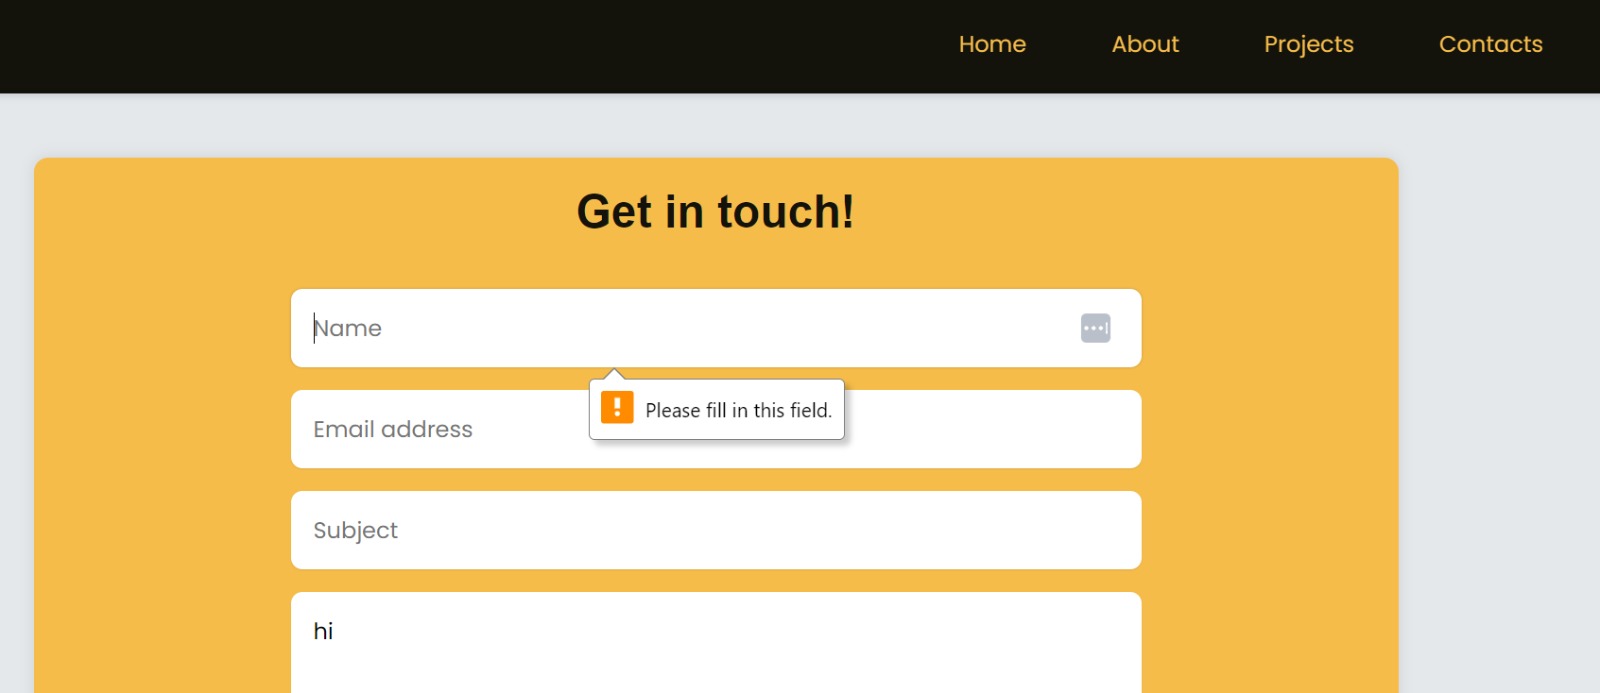 Home About Projects Contacts
Get in touch!
Name
Please fill in this field.
Email address
Subject
hi